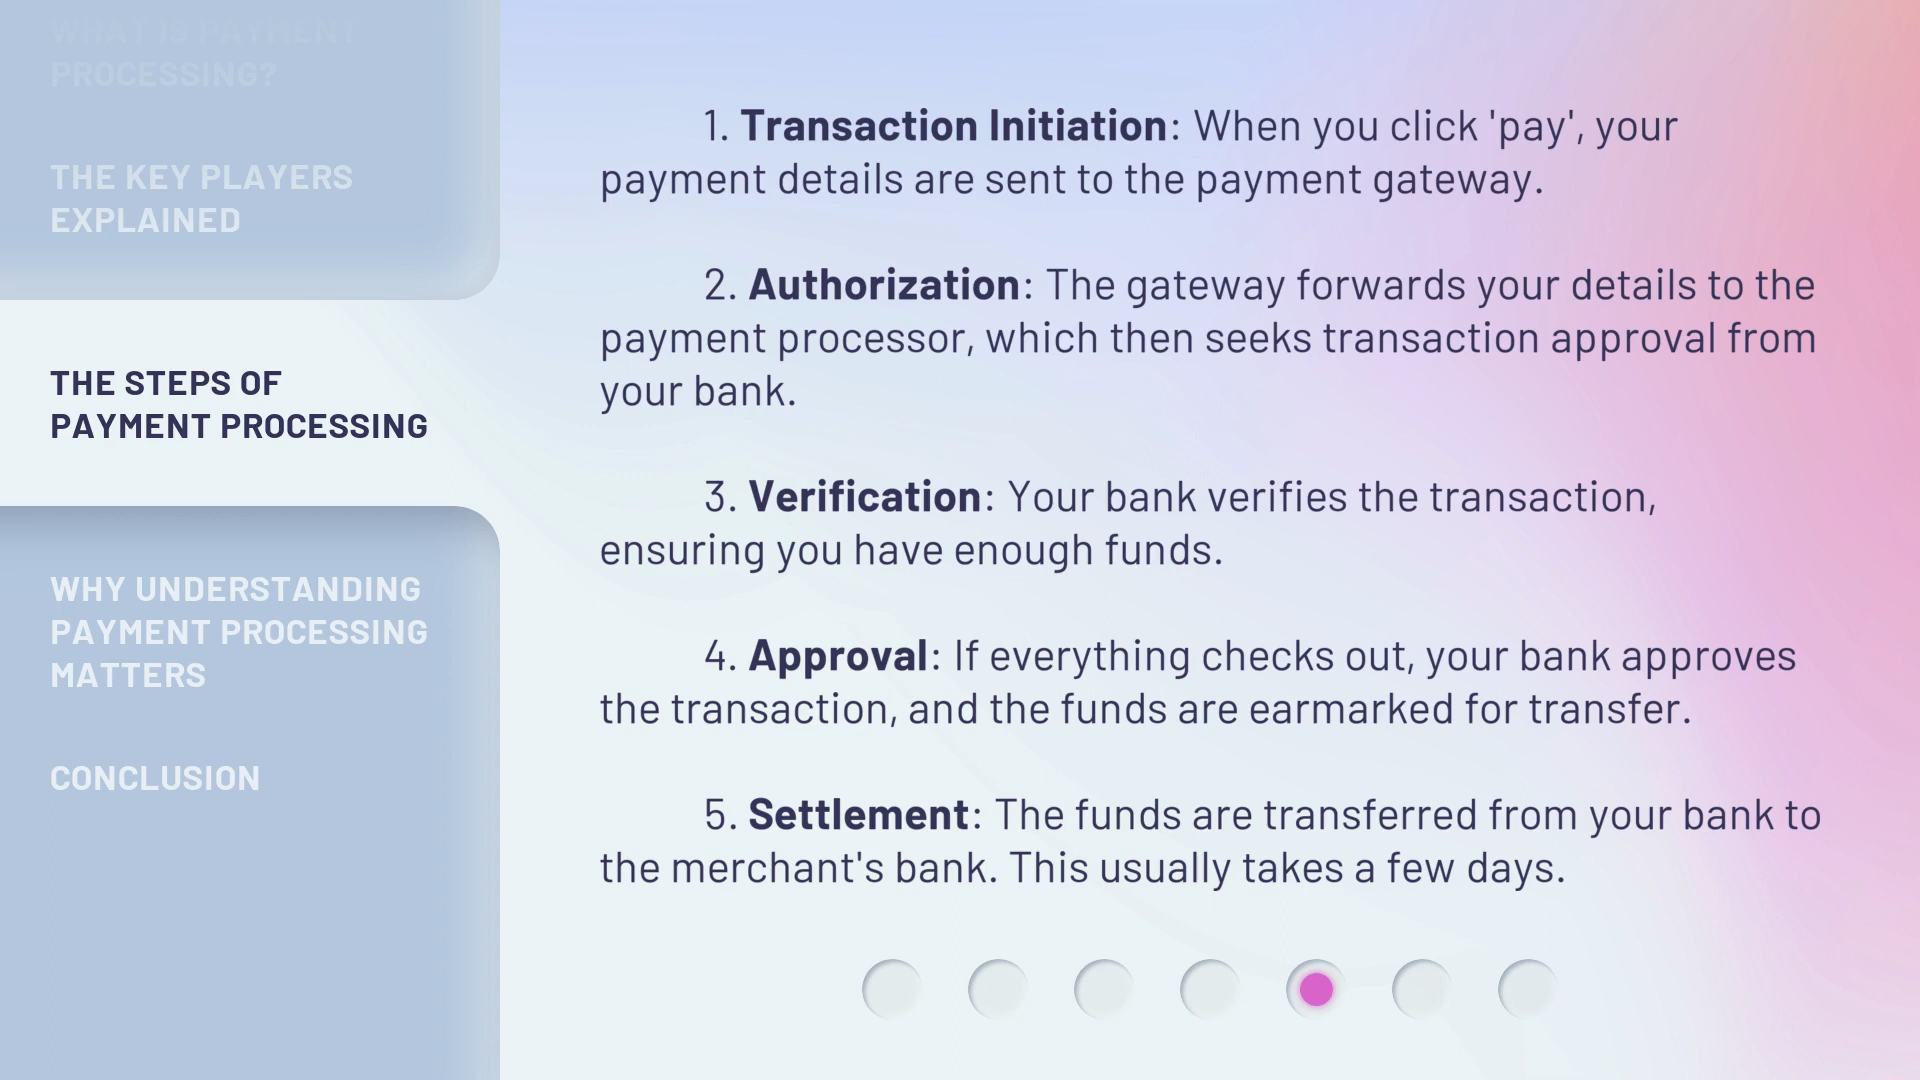 WHAT IS PAYMENT
PROCESSING?
THE KEY PLAYERS
EXPLAINED
THE STEPS OF
PAYMENT PROCESSING
WHY UNDERSTANDING
PAYMENT PROCESSING
MATTERS
CONCLUSION
1. Transaction Initiation: When you click 'pay', your
payment details are sent to the payment gateway.
2. Authorization: The gateway forwards your details to the
payment processor, which then seeks transaction approval from
your bank.
3. Verification: Your bank verifies the transaction,
ensuring you have enough funds.
4. Approval: If everything checks out, your bank approves
the transaction, and the funds are earmarked for transfer.
5. Settlement: The funds are transferred from your bank to
the merchant's bank. This usually takes a few days.